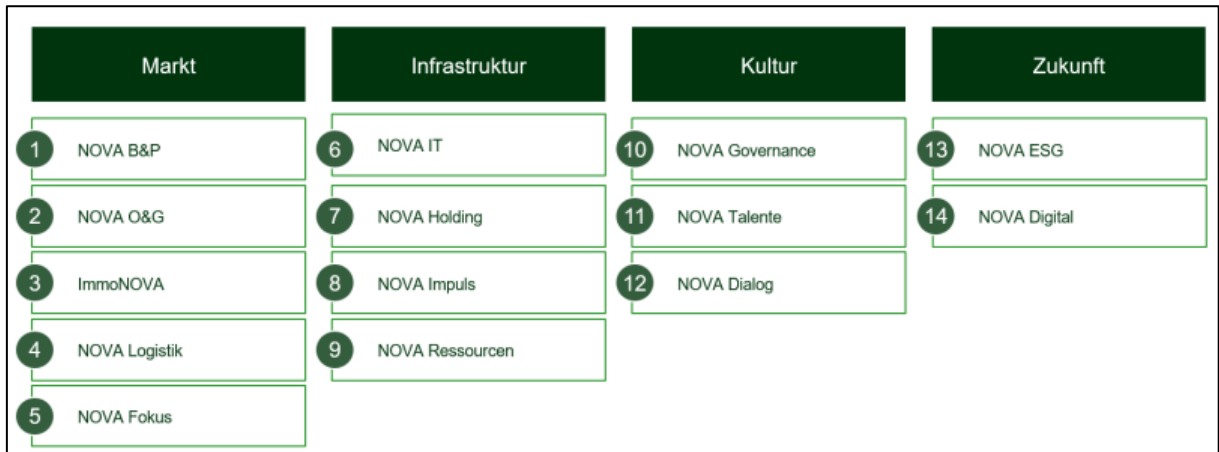 Markt
1 NOVA B&P
2 NOVA O&G
3 ImmoNOVA
4 NOVA Logistik
5 NOVA Fokus
Infrastruktur
6 NOVA IT
7 NOVA Holding
8 NOVA Impuls
9 NOVA Ressourcen
Kultur
10 NOVA Governance
11 NOVA Talente
12 NOVA Dialog
Zukunft
13 NOVA ESG
14 NOVA Digital